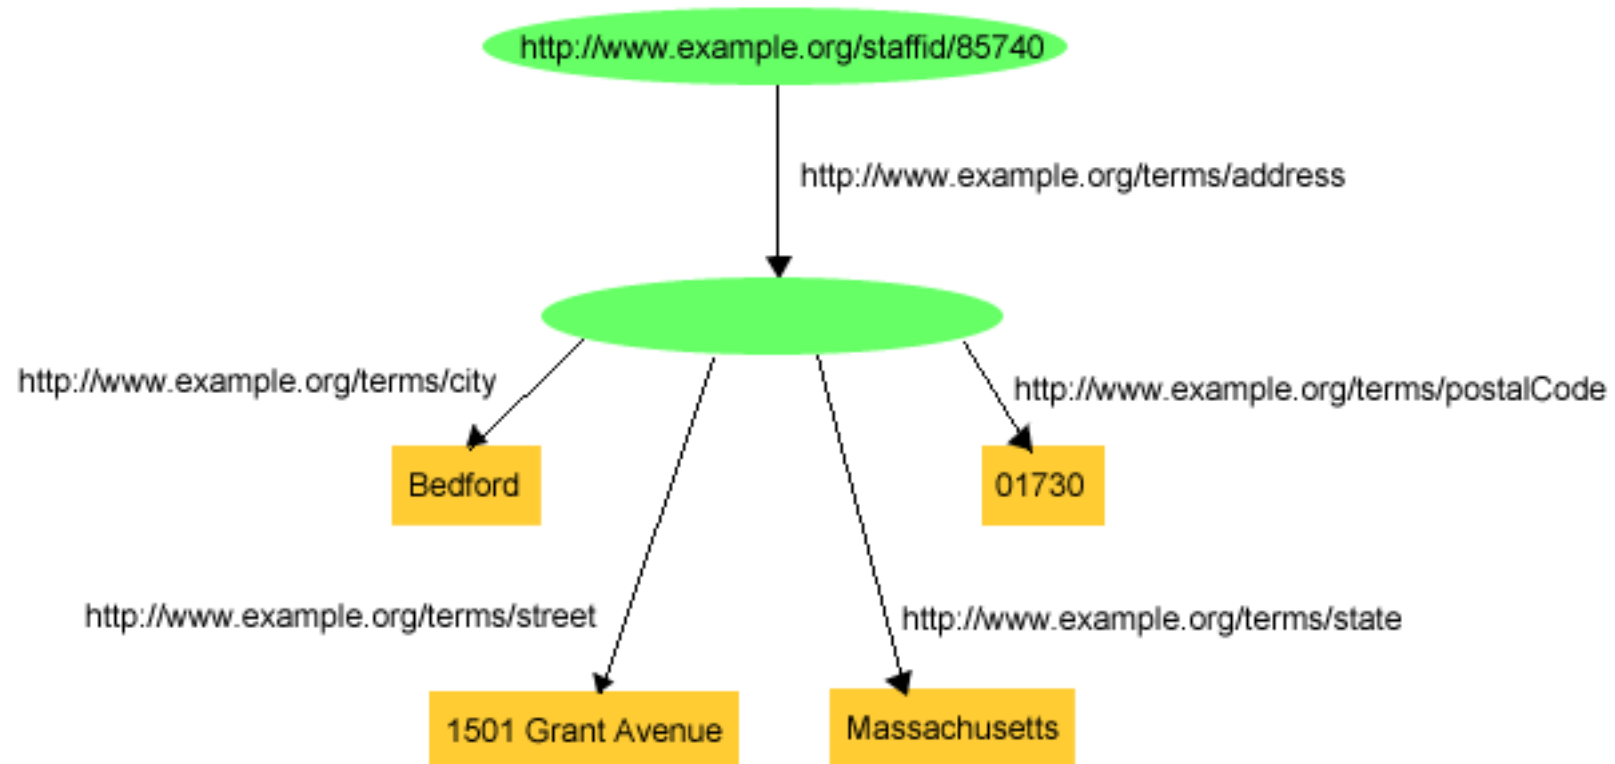 http://www.example.org/staffid/85740
http://www.example.org/terms/address
http://www.example.org/terms/city
http://www.example.org/terms/postalCode
Bedford
01730
http://www.example.org/terms/street
http://www.example.org/terms/state
1501 Grant Avenue
Massachusetts